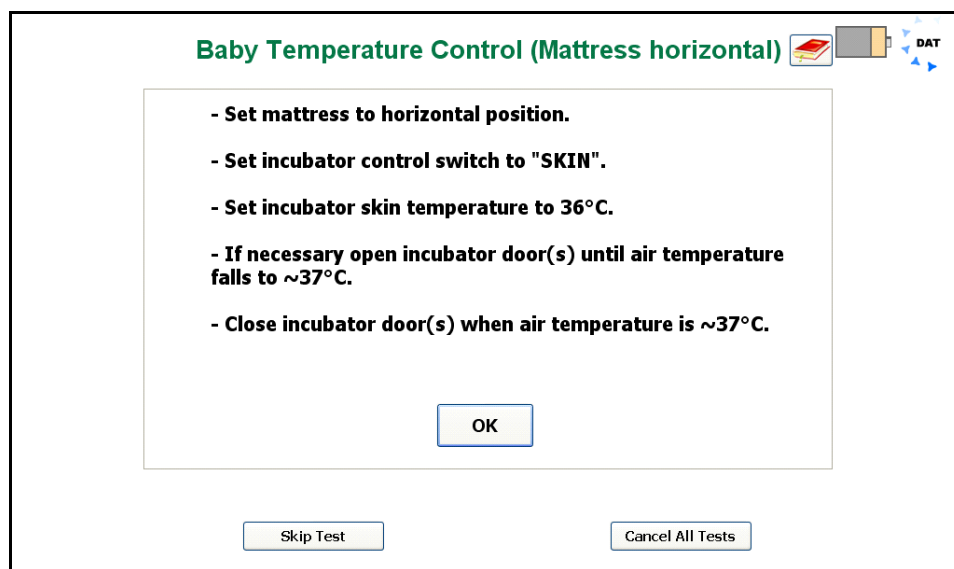 Baby Temperature Control (Mattress horizontal)
DAT
- Set mattress to horizontal position.
- Set incubator control switch to "SKIN".
- Set incubator skin temperature to 36°C.
- If necessary open incubator door(s) until air temperature
falls to ~37°C.
- Close incubator door(s) when air temperature is ~37°C.
OK
Skip Test
Cancel All Tests